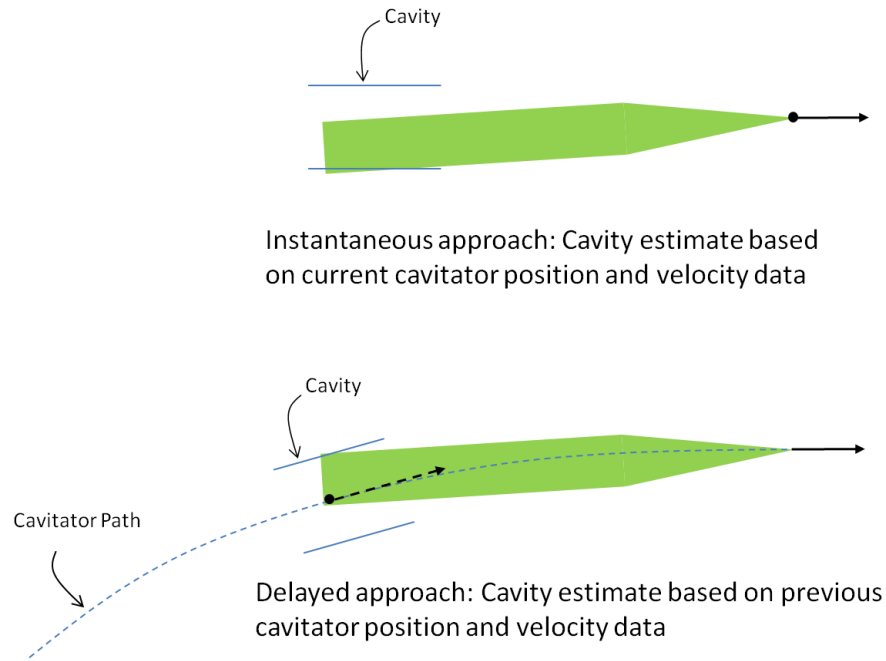 Cavity
Instantaneous approach: Cavity estimate based
on current cavitator position and velocity data
Cavity
Cavitator Path
Delayed approach: Cavity estimate based on previous
cavitator position and velocity data